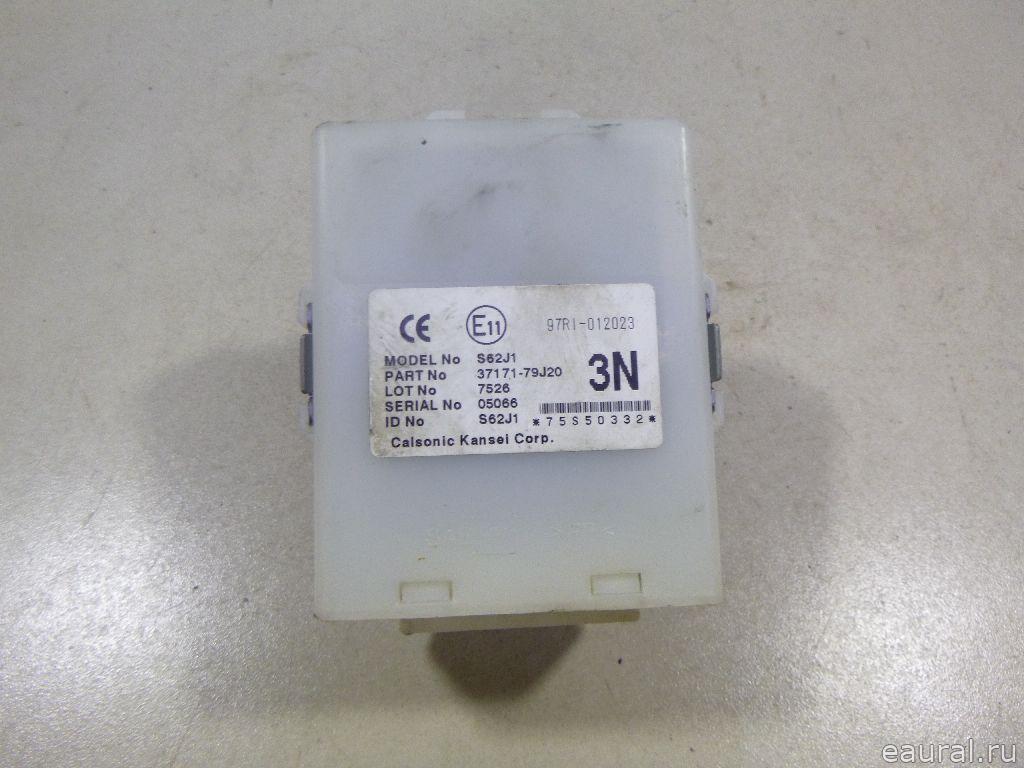 CE E11 97RI-012023
MODEL No S62J1
PART No 37171-79J20
LOT No 7526
SERIAL No 05066
ID No S62J1
3N
*75S50332*
Calsonic Kansei Corp.
eaural.ru